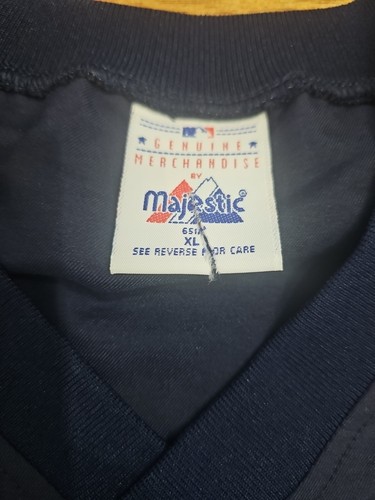 GENUINE
MERCHANDISE
BY
Majestic®
XL
SEE REVERSE FOR CARE